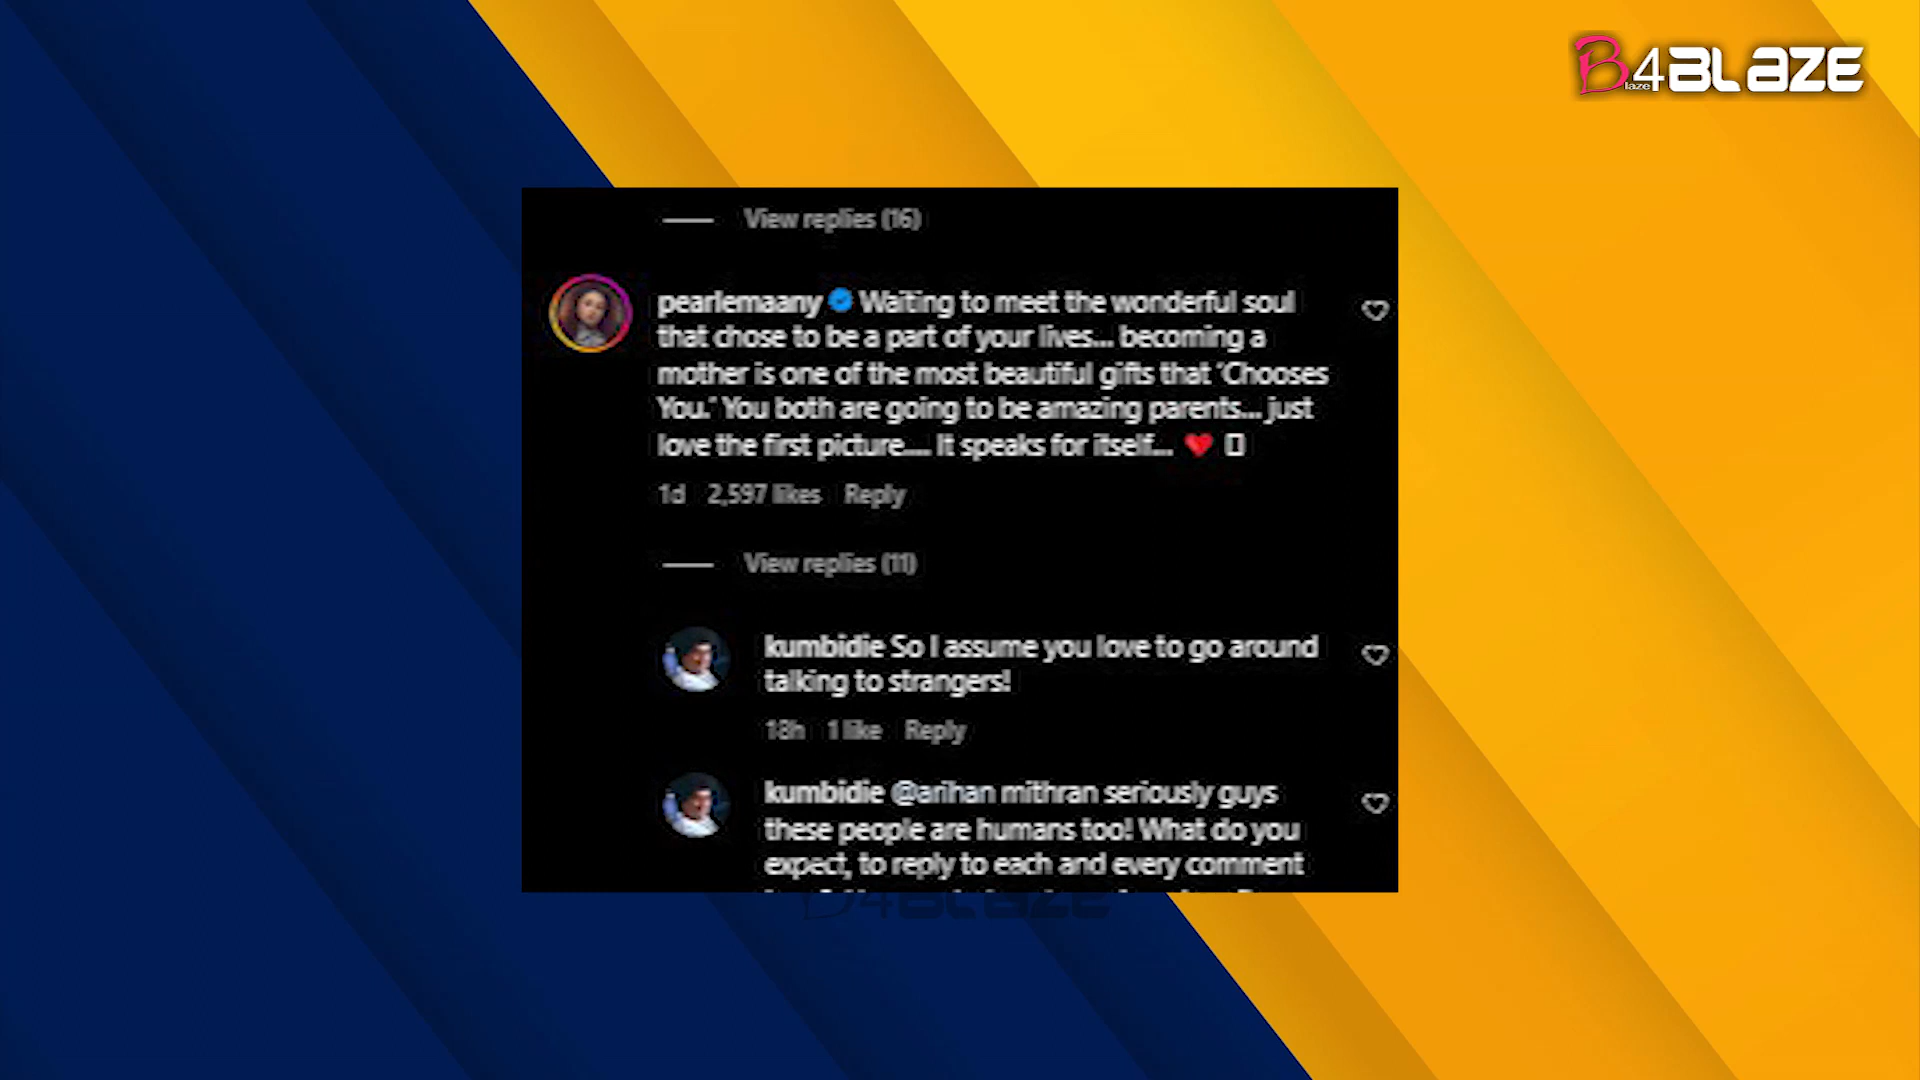 B4BLAZE
laze
View replies (16)
pearlemaany Waiting to meet the wonderful soul
that chose to be a part of your lives... becoming a
mother is one of the most beautiful gifts that ‘Chooses
You.’ You both are going to be amazing parents... just
love the first picture.... It speaks for itself... ❤️
1d 2,597 likes Reply
View replies (11)
kumbidie So I assume you love to go around
talking to strangers!
18h 1 like Reply
kumbidie @arihan mithran seriously guys
these people are humans too! What do you
expect, to reply to each and every comment
B4BLAZE